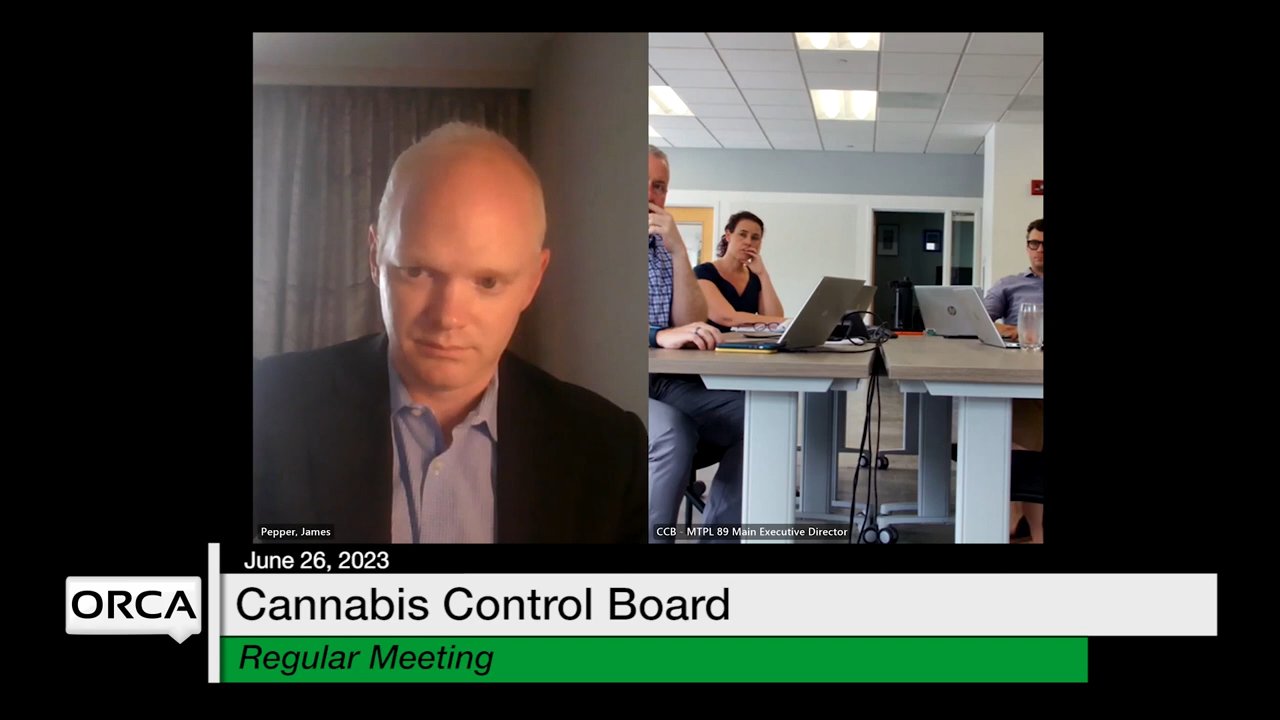 Pepper, James
CCB - MTPL 89 Main Executive Director
June 26, 2023
ORCA
Cannabis Control Board
Regular Meeting